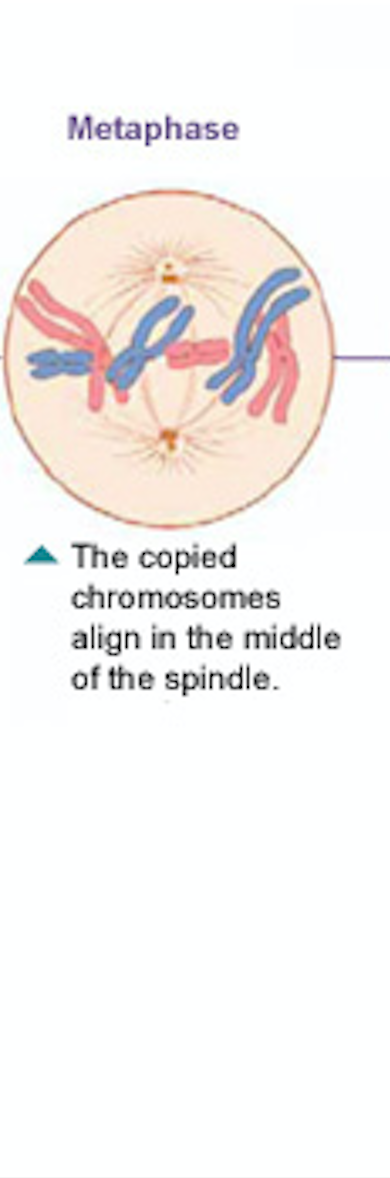 Metaphase
The copied
chromosomes
align in the middle
of the spindle.